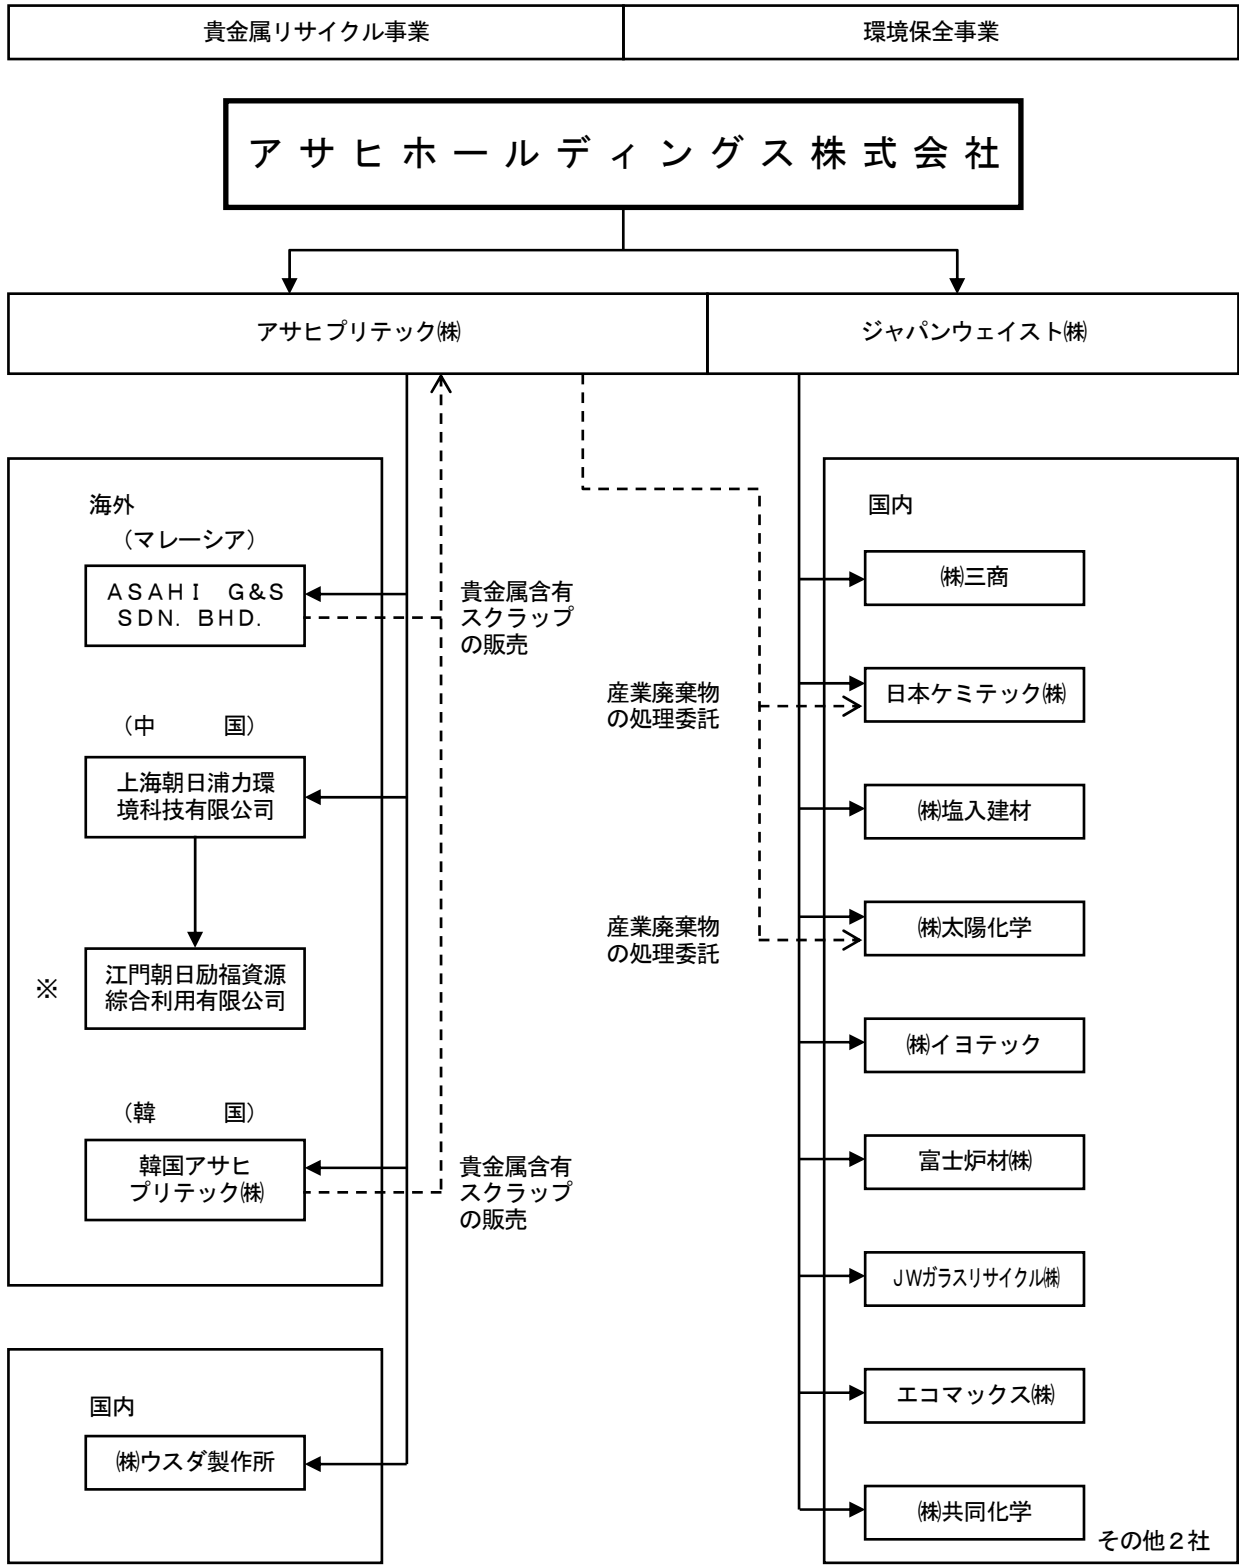 貴金属リサイクル事業
環境保全事業
アサヒホールディングス株式会社
アサヒプリテック㈱
ジャパンウェイスト㈱
海外
（マレーシア）
ＡＳＡＨＩ　Ｇ&Ｓ
ＳＤＮ．ＢＨＤ．
貴金属含有
スクラップ
の販売
（中　　　国）
上海朝日浦力環
境科技有限公司
※
江門朝日励福資源
綜合利用有限公司
（韓　　　国）
韓国アサヒ
プリテック㈱
貴金属含有
スクラップ
の販売
国内
㈱ウスダ製作所
産業廃棄物
の処理委託
産業廃棄物
の処理委託
国内
㈱三商
日本ケミテック㈱
㈱塩入建材
㈱太陽化学
㈱イヨテック
富士炉材㈱
ＪＷガラスリサイクル㈱
エコマックス㈱
㈱共同化学
その他２社